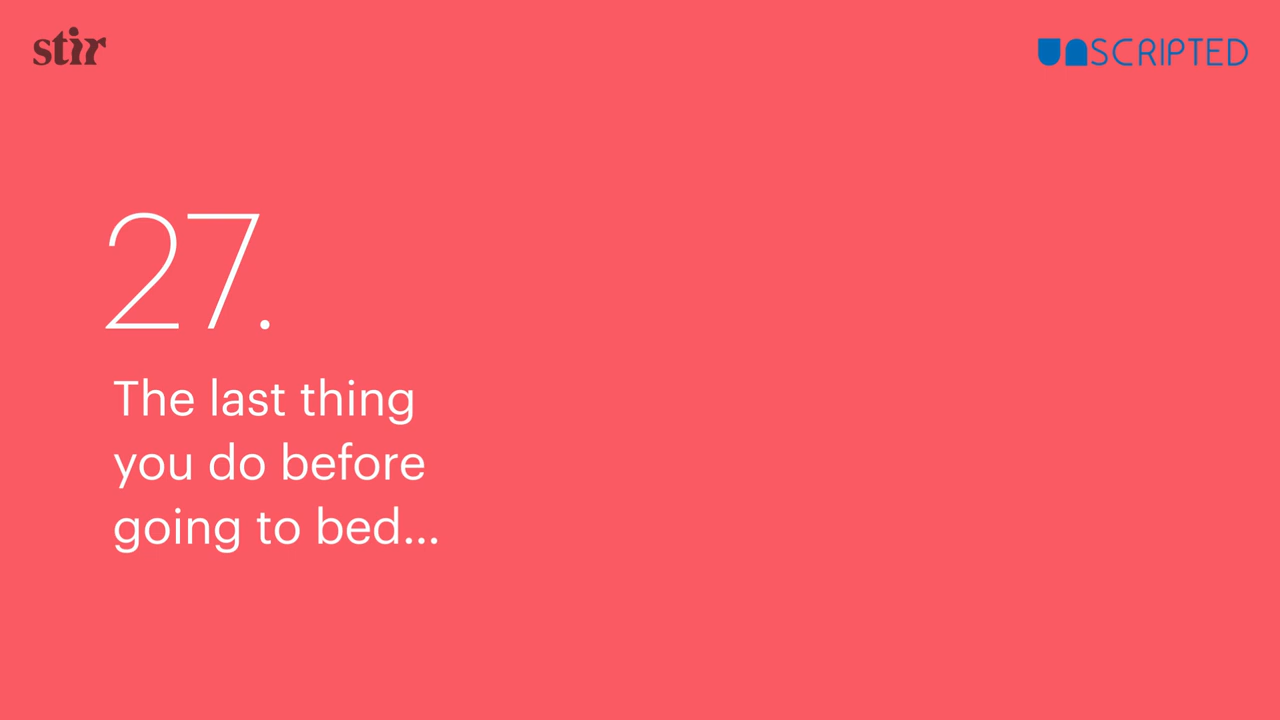 stir
UNSCRIPTED
27.
The last thing
you do before
going to bed...